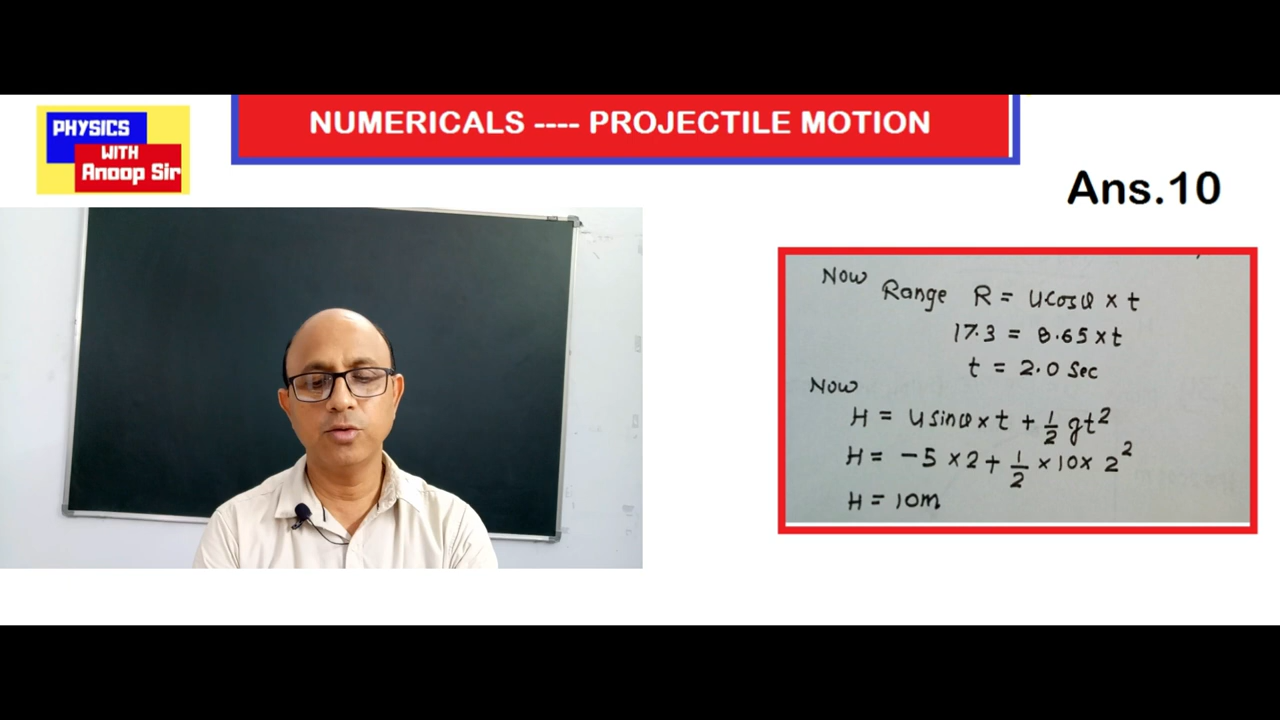 NUMERICALS ---- PROJECTILE MOTION
PHYSICS
WITH
Anoop Sir
Ans.10
Now Range R = ucosθ × t
17.3 = 8.65 × t
t = 2.0 Sec
Now
H = usinθ × t + 1/2 gt²
H = -5 × 2 + 1/2 × 10 × 2²
H = 10m